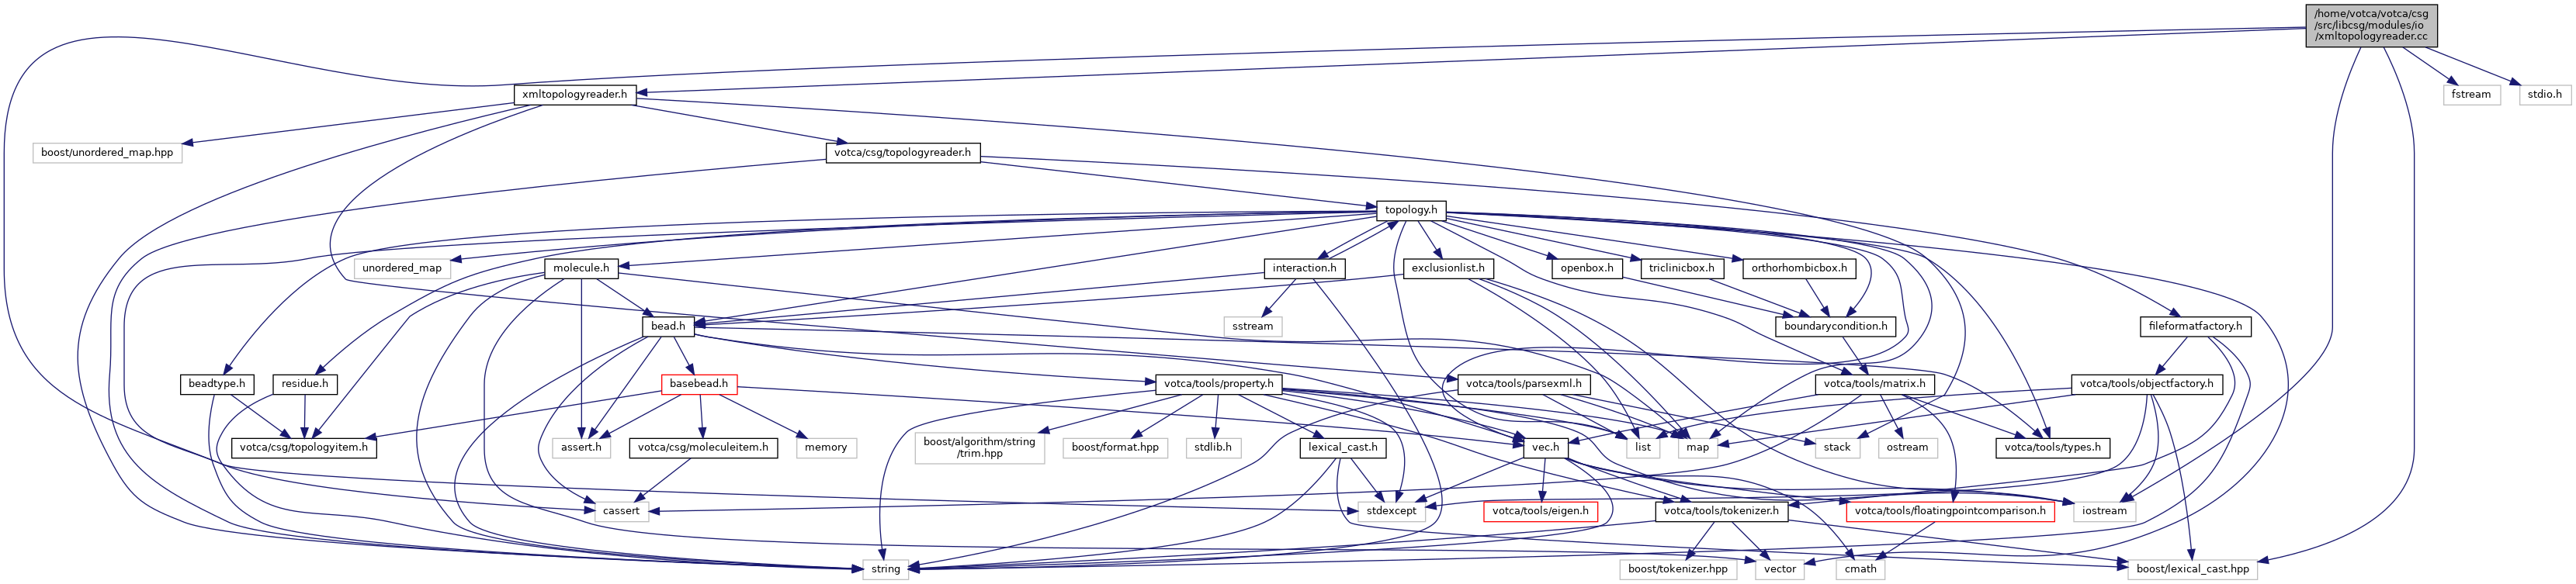 /home/votca/votca/csg
/src/libcsg/modules/io
/xmltopologyreader.cc
xmltopologyreader.h
fstream
stdio.h
boost/unordered_map.hpp
votca/csg/topologyreader.h
topology.h
unordered_map
molecule.h
interaction.h
exclusionlist.h
openbox.h
triclinicbox.h
orthorhombicbox.h
sstream
bead.h
boundarycondition.h
fileformatfactory.h
beadtype.h
residue.h
basebead.h
votca/tools/property.h
votca/tools/parsexml.h
votca/tools/matrix.h
votca/tools/objectfactory.h
votca/csg/topologyitem.h
assert.h
votca/csg/moleculeitem.h
memory
boost/algorithm/string
/trim.hpp
boost/format.hpp
stdlib.h
lexical_cast.h
vec.h
list
map
stack
ostream
votca/tools/types.h
cassert
stdexcept
votca/tools/eigen.h
votca/tools/tokenizer.h
votca/tools/floatingpointcomparison.h
iostream
string
boost/tokenizer.hpp
vector
cmath
boost/lexical_cast.hpp